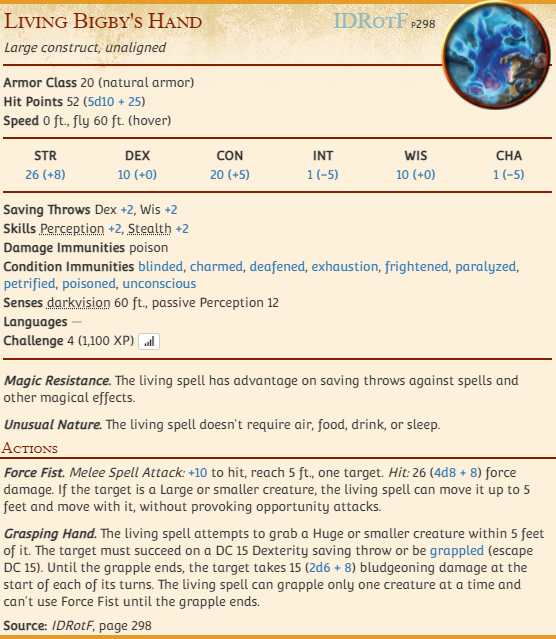 Living Bigby's Hand
IDRotF p298
Large construct, unaligned
Armor Class 20 (natural armor)
Hit Points 52 (5d10 + 25)
Speed 0 ft., fly 60 ft. (hover)
STR DEX CON INT WIS CHA
26 (+8) 10 (+0) 20 (+5) 1 (−5) 10 (+0) 1 (−5)
Saving Throws Dex +2, Wis +2
Skills Perception +2, Stealth +2
Damage Immunities poison
Condition Immunities blinded, charmed, deafened, exhaustion, frightened, paralyzed,
petrified, poisoned, unconscious
Senses darkvision 60 ft., passive Perception 12
Languages —
Challenge 4 (1,100 XP)
Magic Resistance. The living spell has advantage on saving throws against spells and
other magical effects.
Unusual Nature. The living spell doesn't require air, food, drink, or sleep.
Actions
Force Fist. Melee Spell Attack: +10 to hit, reach 5 ft., one target. Hit: 26 (4d8 + 8) force
damage. If the target is a Large or smaller creature, the living spell can move it up to 5
feet and move with it, without provoking opportunity attacks.
Grasping Hand. The living spell attempts to grab a Huge or smaller creature within 5 feet
of it. The target must succeed on a DC 15 Dexterity saving throw or be grappled (escape
DC 15). Until the grapple ends, the target takes 15 (2d6 + 8) bludgeoning damage at the
start of each of its turns. The living spell can grapple only one creature at a time and
can't use Force Fist until the grapple ends.
Source: IDRotF, page 298